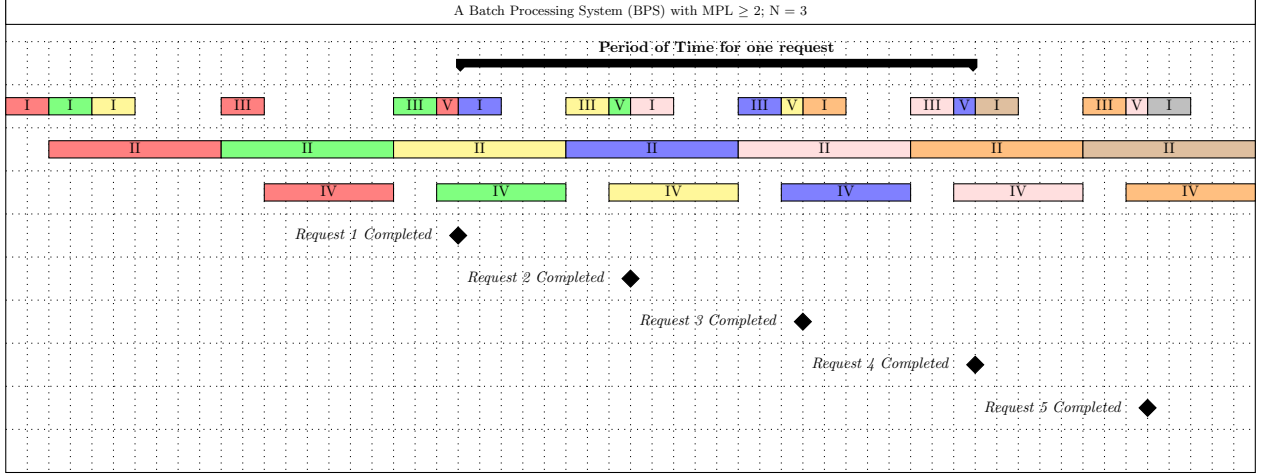 A Batch Processing System (BPS) with MPL ≥ 2; N = 3
Period of Time for one request
I I I III III V I III V I III V I III V I III V I
II II II II II II II
IV IV IV IV IV IV
Request 1 Completed
Request 2 Completed
Request 3 Completed
Request 4 Completed
Request 5 Completed